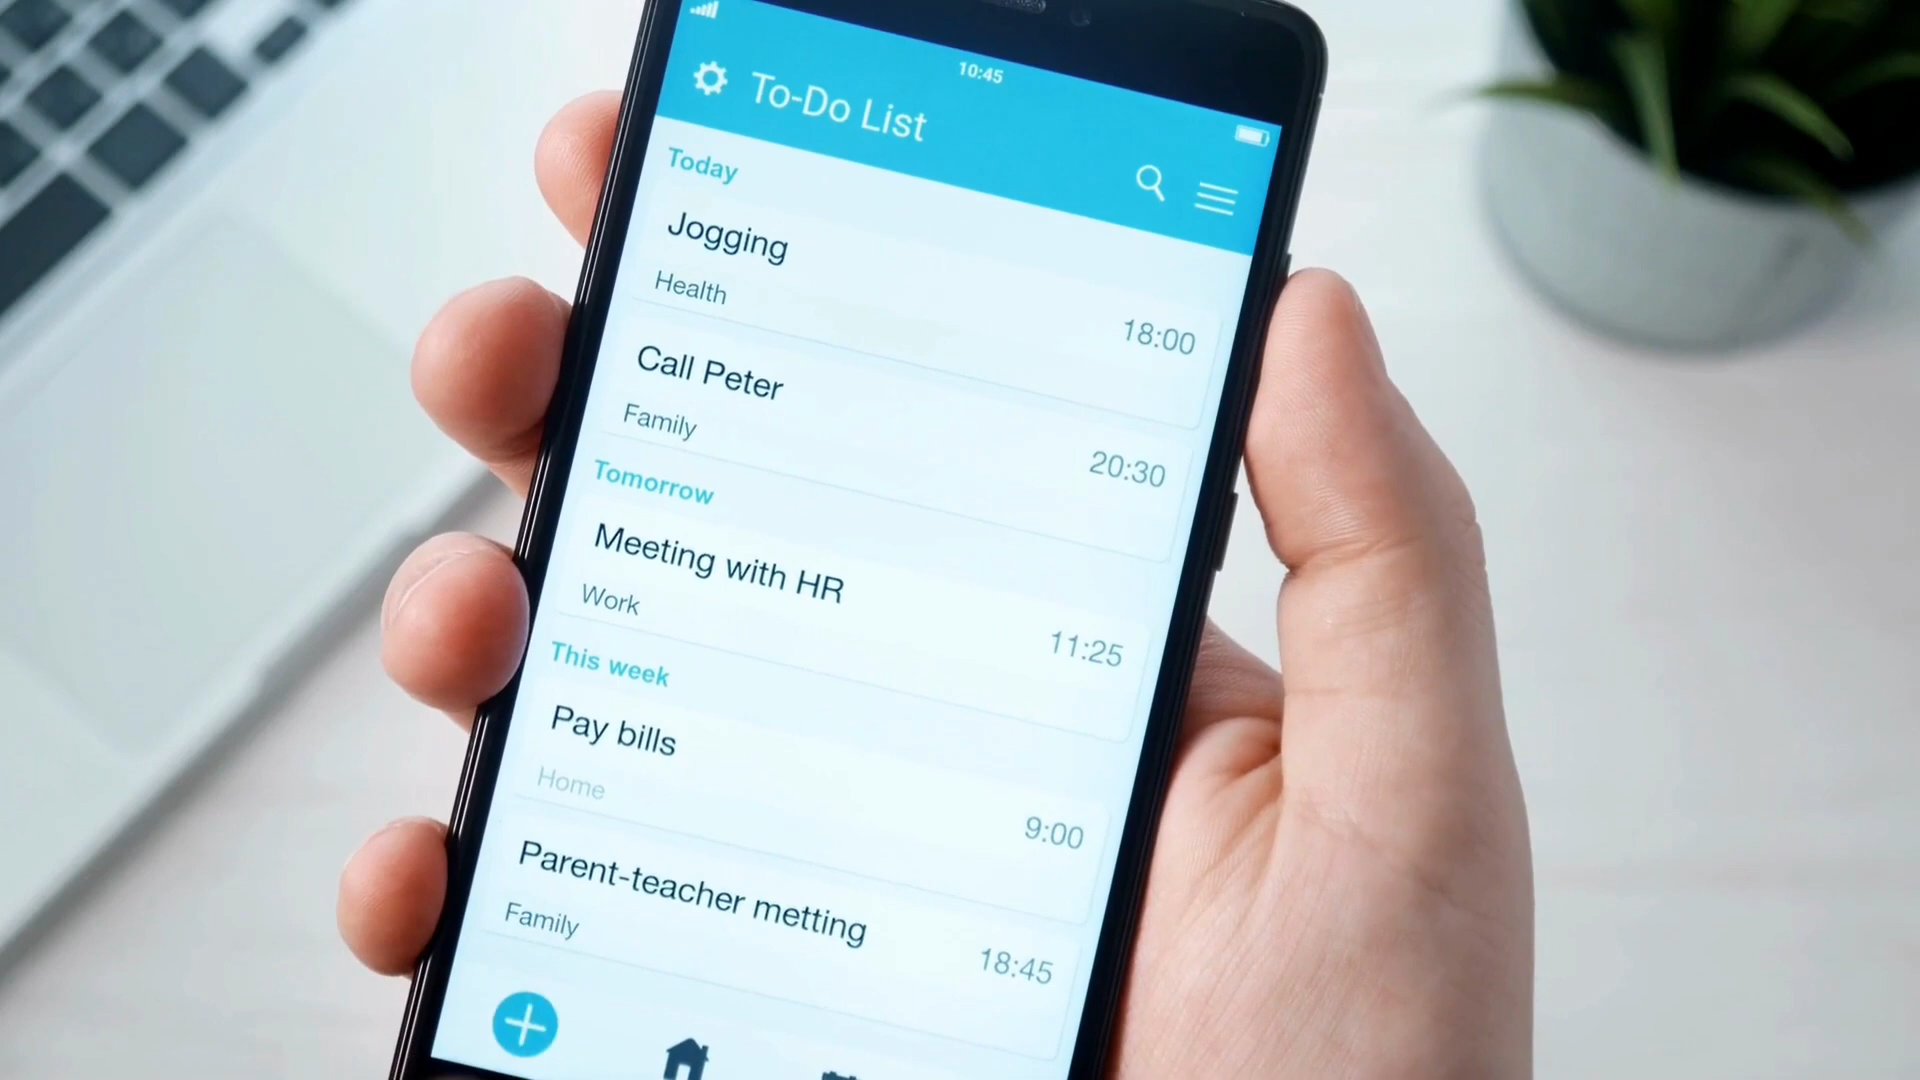 10:45
To-Do List
Today
Jogging
Health
18:00
Call Peter
Family
20:30
Tomorrow
Meeting with HR
Work
11:25
This week
Pay bills
Home
9:00
Parent-teacher metting
Family
18:45